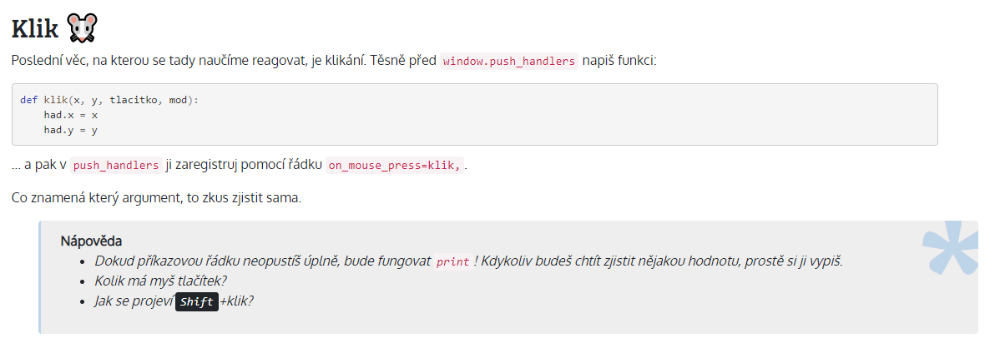 Klik
Poslední věc, na kterou se tady naučíme reagovat, je klikání. Těsně před window.push_handlers napiš funkci:
def klik(x, y, tlacitko, mod):
    had.x = x
    had.y = y
… a pak v push_handlers ji zaregistruj pomocí řádku on_mouse_press=klik, .
Co znamená který argument, to zkus zjistit sama.
Nápověda
• Dokud příkazovou řádku neopustíš úplně, bude fungovat print! Kdykoliv budeš chtít zjistit nějakou hodnotu, prostě si ji vypiš.
• Kolik má myš tlačítek?
• Jak se projeví Shift+klik?